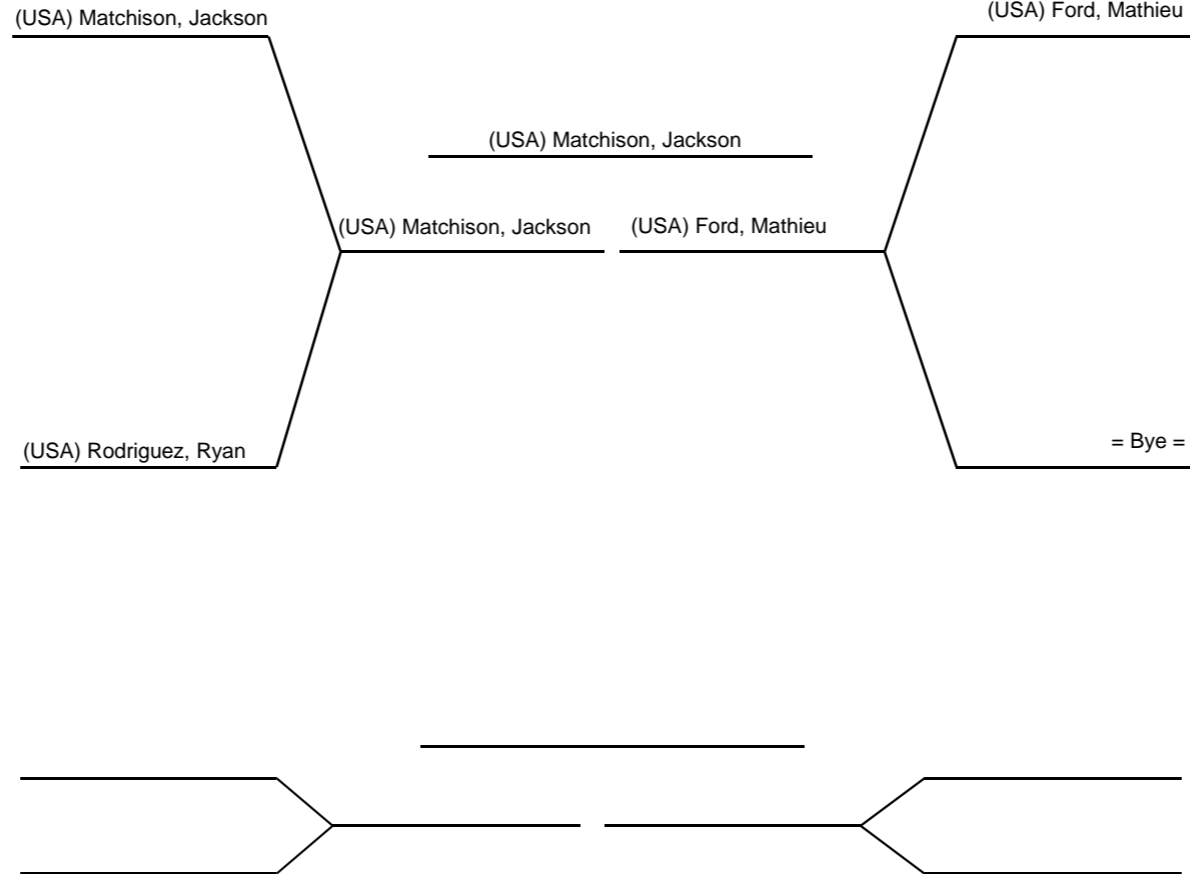 (USA) Matchison, Jackson
(USA) Ford, Mathieu
(USA) Matchison, Jackson
(USA) Matchison, Jackson
(USA) Ford, Mathieu
(USA) Rodriguez, Ryan
= Bye =